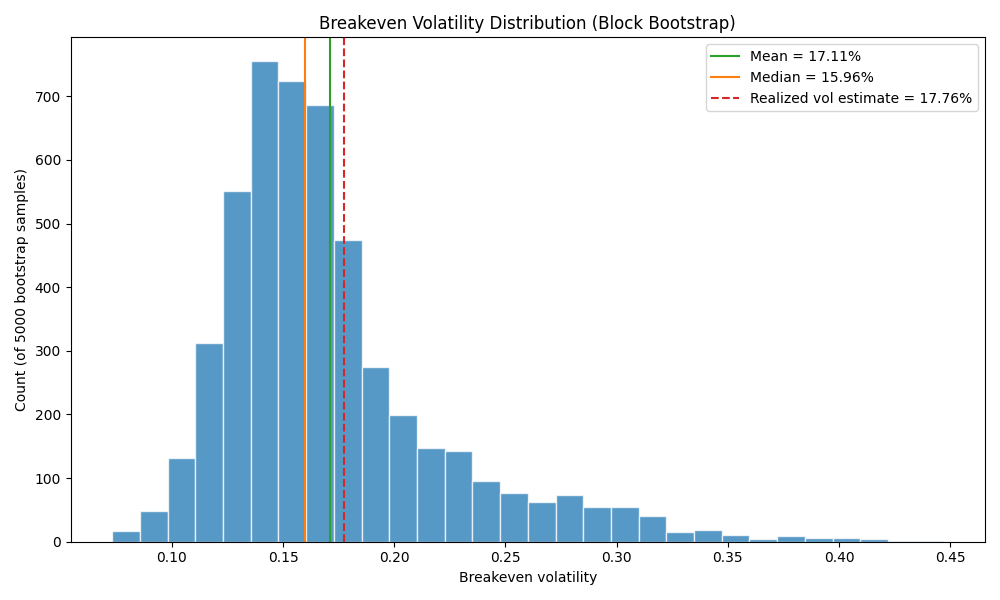 Breakeven Volatility Distribution (Block Bootstrap)
Mean = 17.11%
Median = 15.96%
Realized vol estimate = 17.76%
Count (of 5000 bootstrap samples)
700
600
500
400
300
200
100
0
0.10 0.15 0.20 0.25 0.30 0.35 0.40 0.45
Breakeven volatility